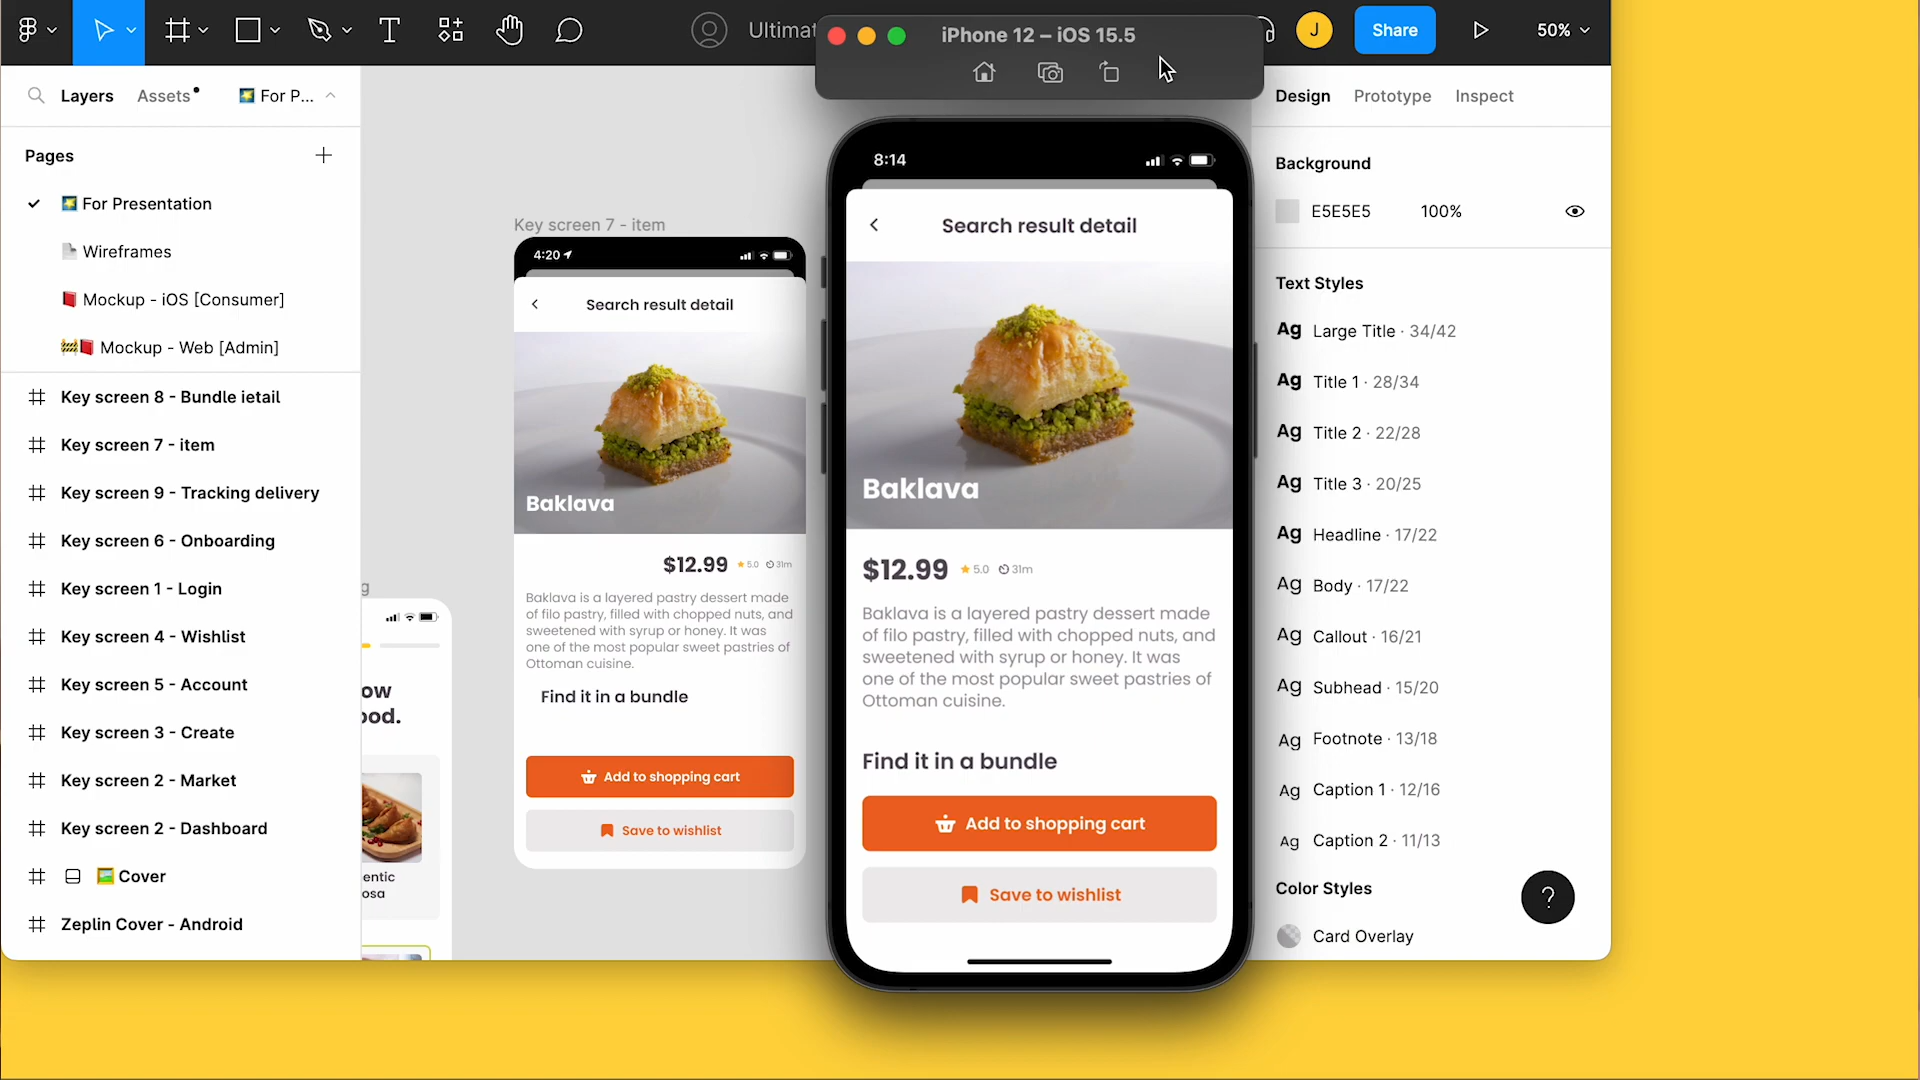 Ultimat
iPhone 12 – iOS 15.5
J
Share
50%
Layers
Assets
For P...
Design
Prototype
Inspect
Pages
For Presentation
Wireframes
Mockup - iOS [Consumer]
Mockup - Web [Admin]
Key screen 8 - Bundle ietail
Key screen 7 - item
Key screen 9 - Tracking delivery
Key screen 6 - Onboarding
Key screen 1 - Login
Key screen 4 - Wishlist
Key screen 5 - Account
Key screen 3 - Create
Key screen 2 - Market
Key screen 2 - Dashboard
Cover
Zeplin Cover - Android
g
ow
ood.
entic
osa
Key screen 7 - item
4:20
Search result detail
Baklava
$12.99
5.0
31m
Baklava is a layered pastry dessert made
of filo pastry, filled with chopped nuts, and
sweetened with syrup or honey. It was
one of the most popular sweet pastries of
Ottoman cuisine.
Find it in a bundle
Add to shopping cart
Save to wishlist
8:14
Search result detail
Baklava
$12.99
5.0
31m
Baklava is a layered pastry dessert made
of filo pastry, filled with chopped nuts, and
sweetened with syrup or honey. It was
one of the most popular sweet pastries of
Ottoman cuisine.
Find it in a bundle
Add to shopping cart
Save to wishlist
Background
E5E5E5 100%
Text Styles
Ag Large Title · 34/42
Ag Title 1 · 28/34
Ag Title 2 · 22/28
Ag Title 3 · 20/25
Ag Headline · 17/22
Ag Body · 17/22
Ag Callout · 16/21
Ag Subhead · 15/20
Ag Footnote · 13/18
Ag Caption 1 · 12/16
Ag Caption 2 · 11/13
Color Styles
Card Overlay
?